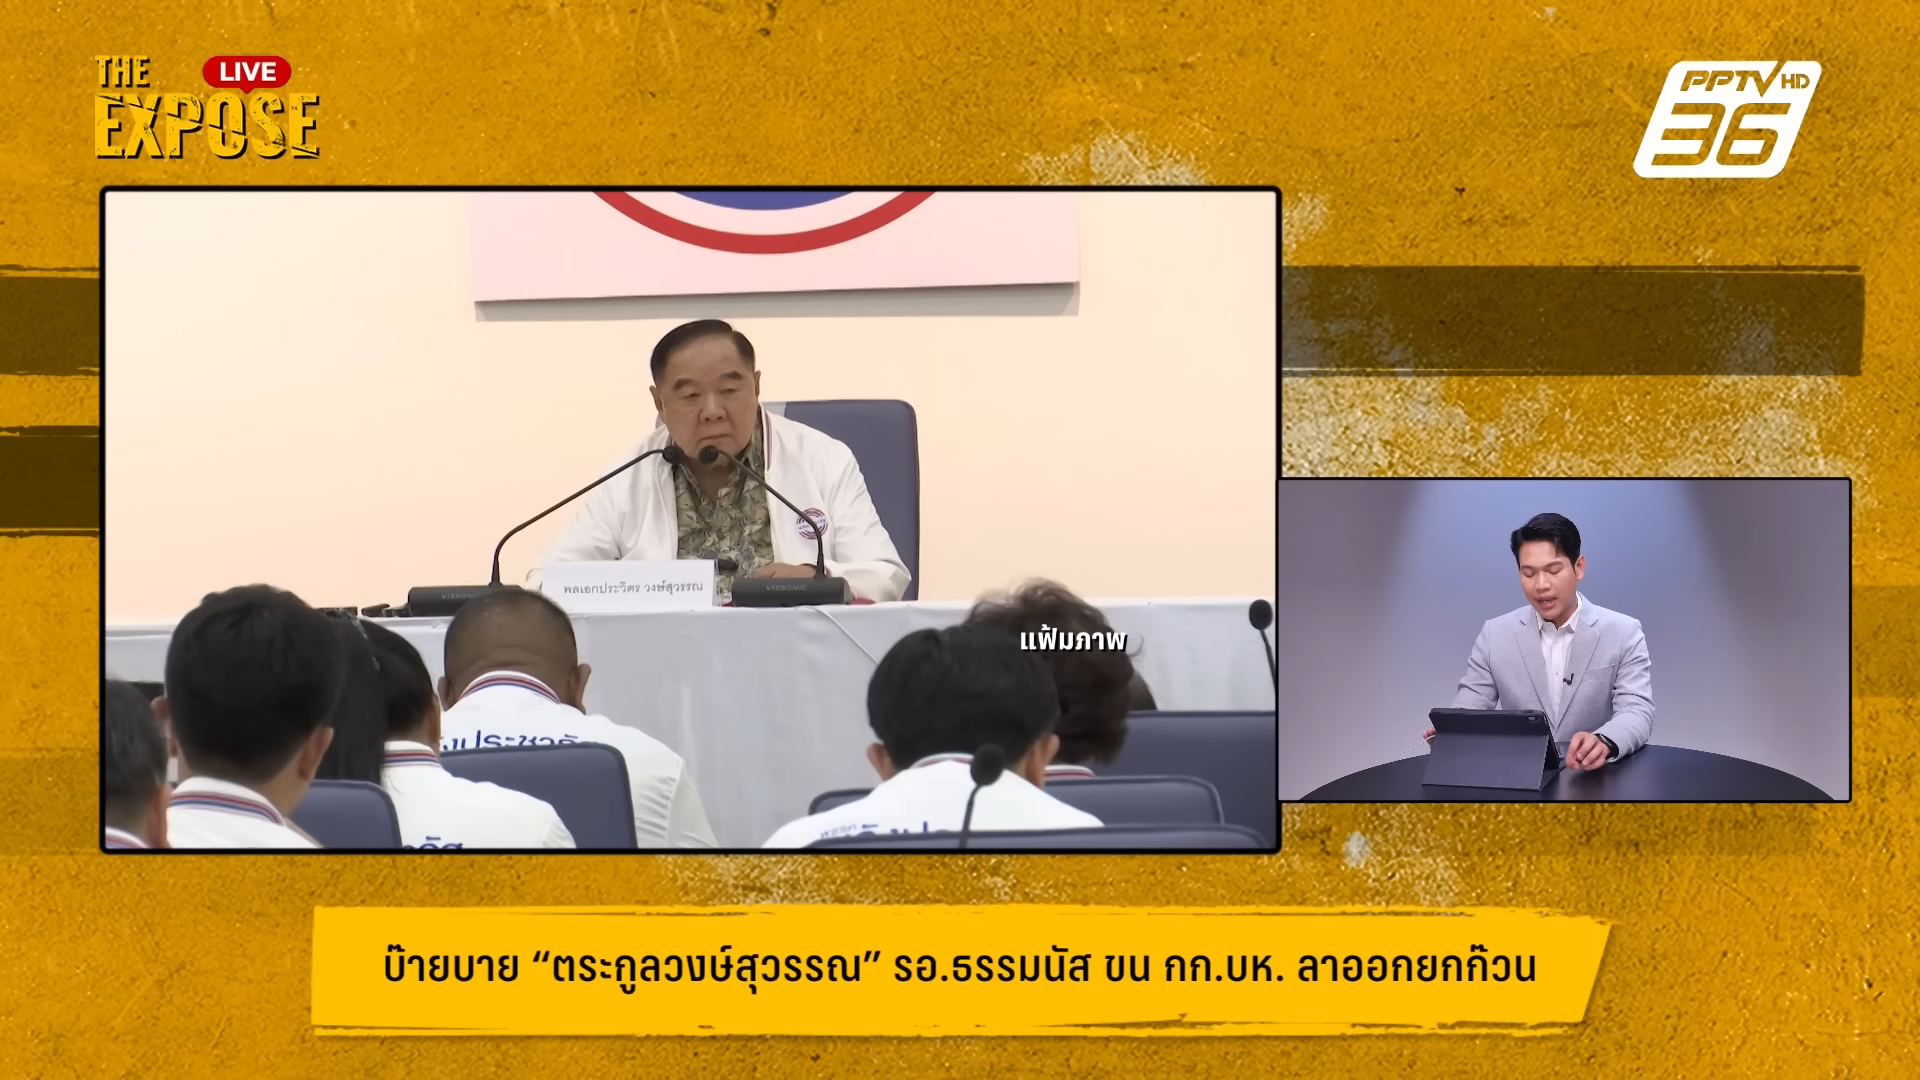 THE
LIVE
EXPOSE
PPTV HD
36
พลเอกประวิตร วงษ์สุวรรณ
VISSONIC
VISSONIC
แฟ้มภาพ
บ๊ายบาย “ตระกูลวงษ์สุวรรณ” รอ.ธรรมนัส ขน กก.บห. ลาออกยกก๊วน